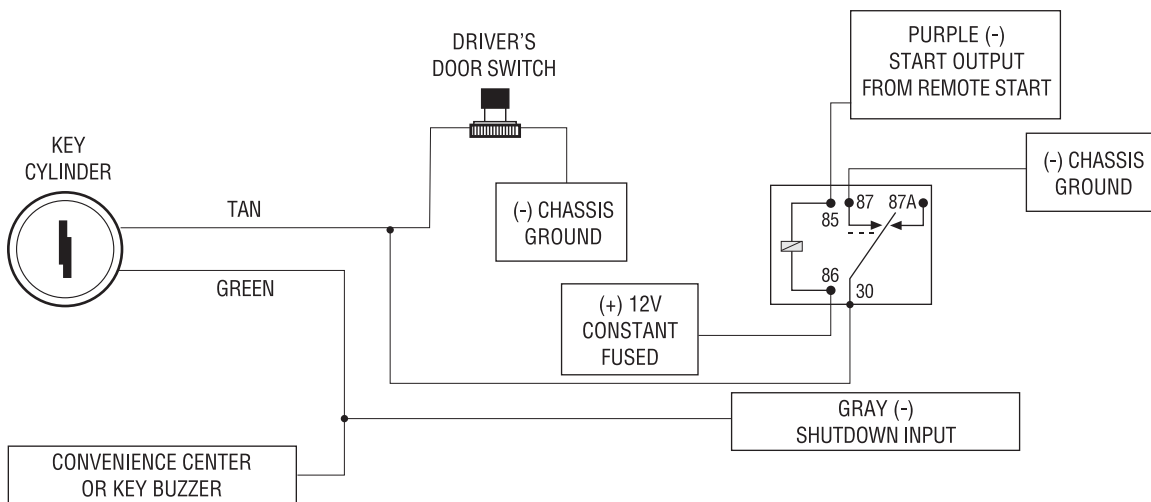 DRIVER'S
DOOR SWITCH
PURPLE (-)
START OUTPUT
FROM REMOTE START
KEY
CYLINDER
(-) CHASSIS
GROUND
TAN
(-) CHASSIS
GROUND
87
87A
85
GREEN
86
30
(+) 12V
CONSTANT
FUSED
GRAY (-)
SHUTDOWN INPUT
CONVENIENCE CENTER
OR KEY BUZZER